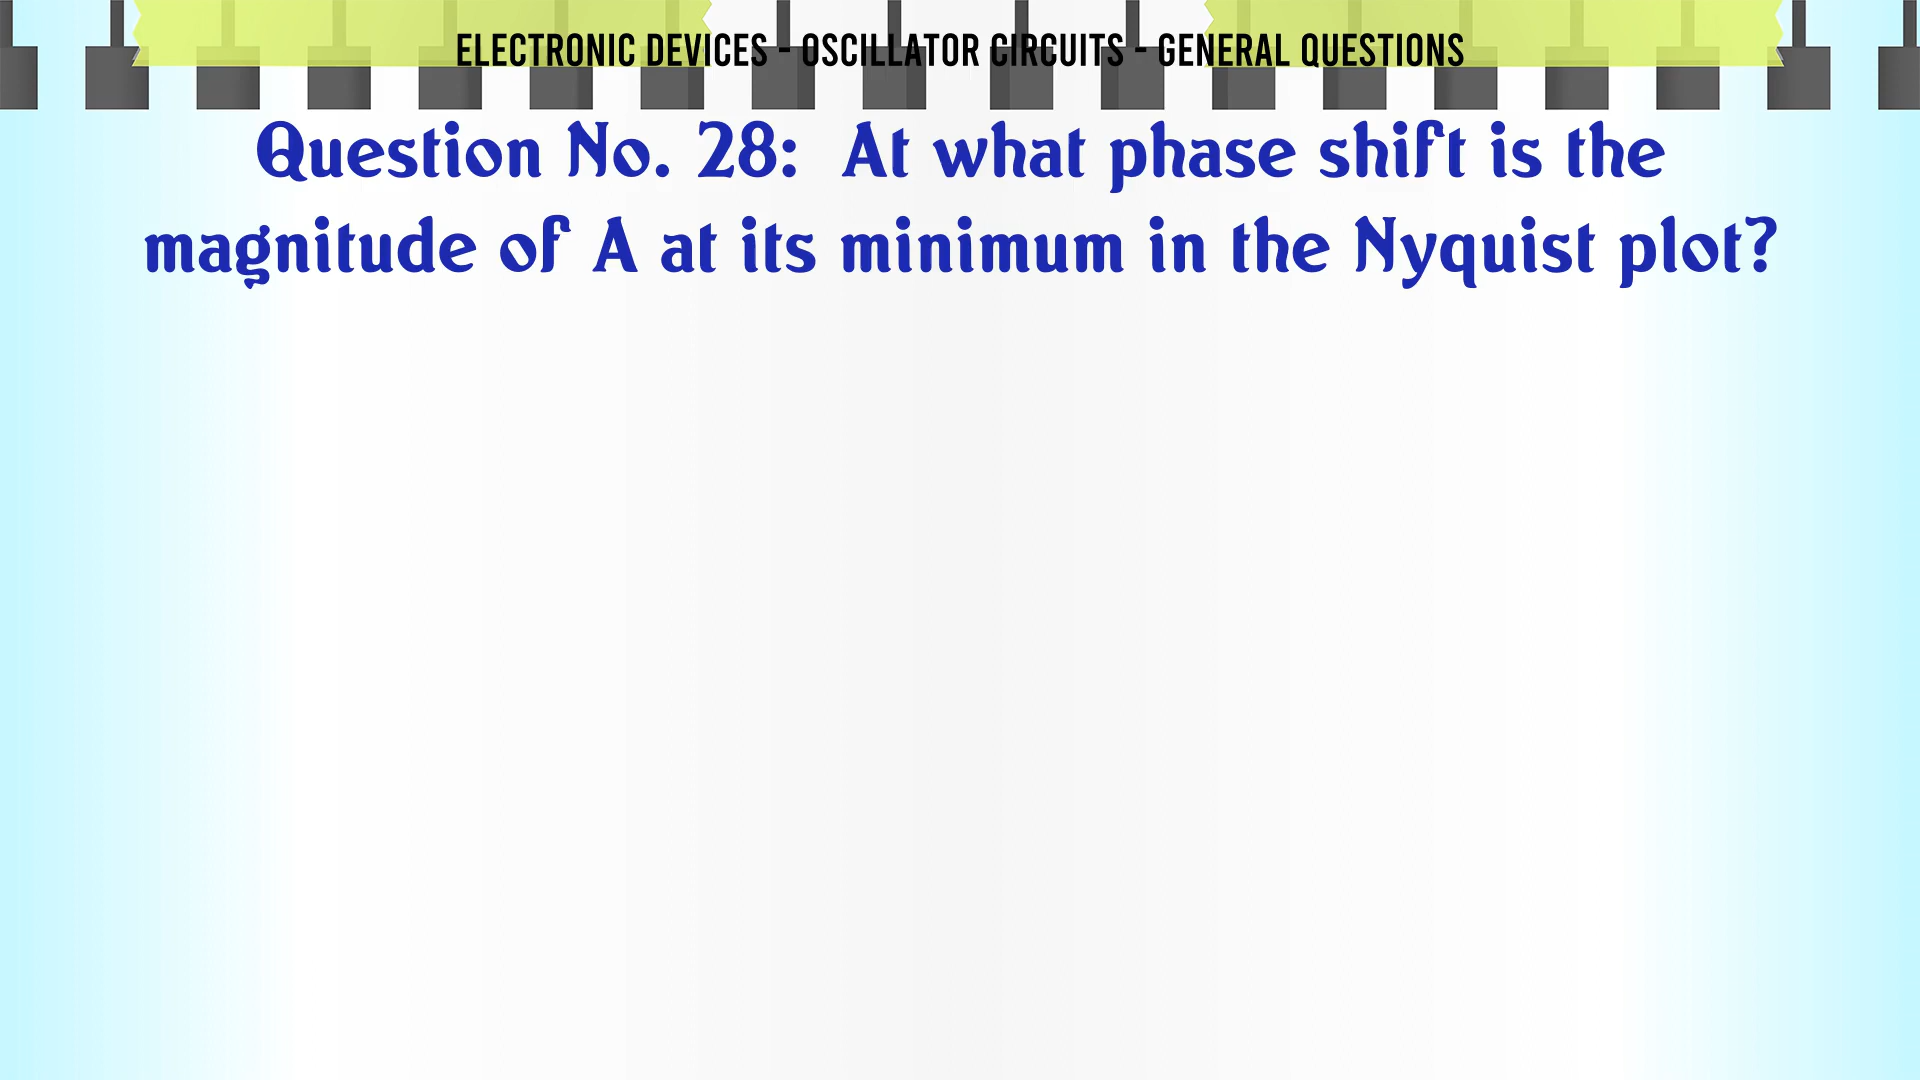 ELECTRONIC DEVICES - OSCILLATOR CIRCUITS - GENERAL QUESTIONS
Question No. 28: At what phase shift is the
magnitude of A at its minimum in the Nyquist plot?